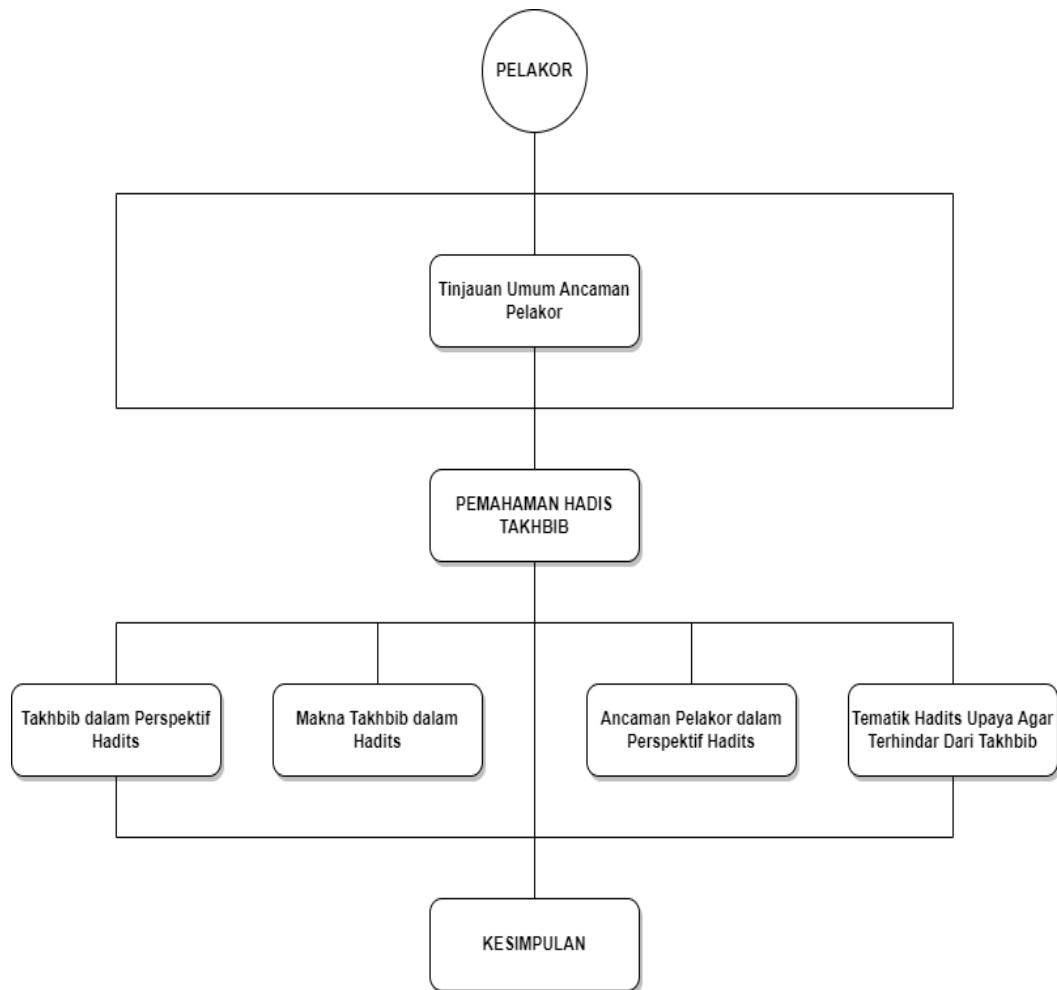 PELAKOR
Tinjauan Umum Ancaman
Pelakor
PEMAHAMAN HADIS
TAKHBIB
Takhbib dalam Perspektif
Hadits
Makna Takhbib dalam
Hadits
Ancaman Pelakor dalam
Perspektif Hadits
Tematik Hadits Upaya Agar
Terhindar Dari Takhbib
KESIMPULAN